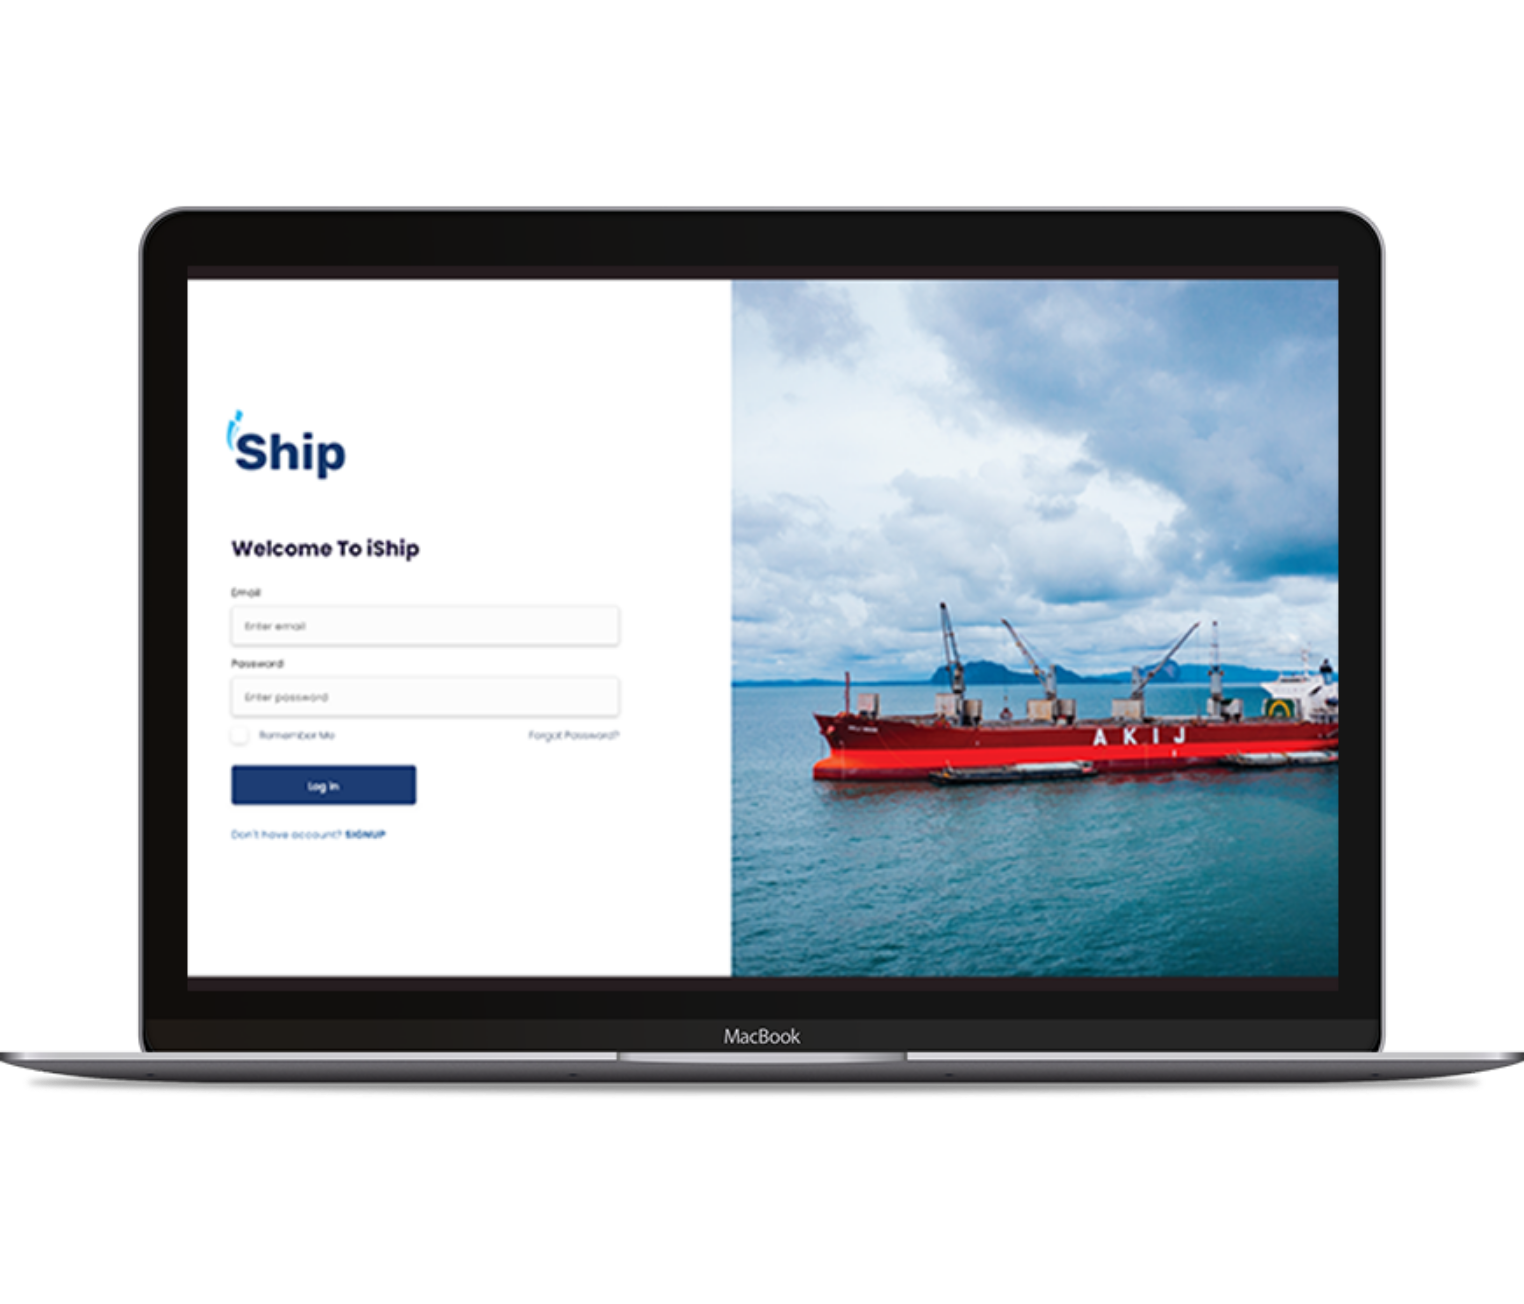 iShip
Welcome To iShip
Email
Enter email
Password
Enter password
Remember Me
Forgot Password?
Log in
Don't have account? SIGNUP
AKIJ
MacBook